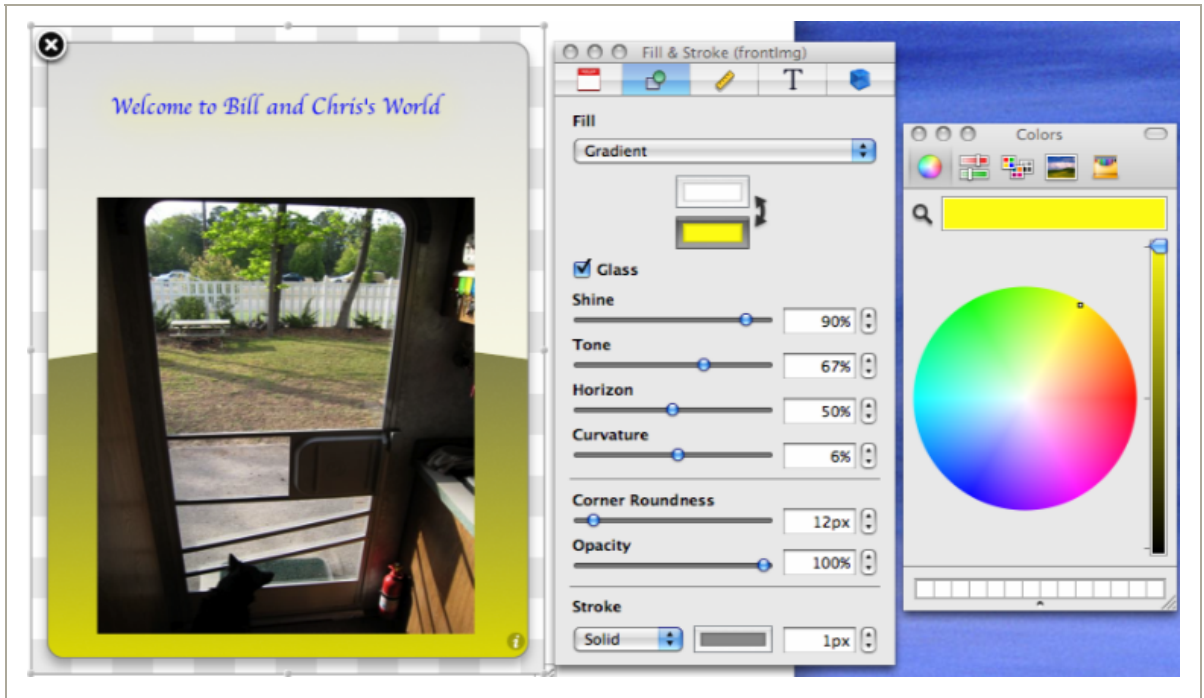 Welcome to Bill and Chris's World
i
Fill & Stroke (frontImg)
T
Fill
Gradient
Glass
Shine
90%
Tone
67%
Horizon
50%
Curvature
6%
Corner Roundness
12px
Opacity
100%
Stroke
Solid
1px
Colors